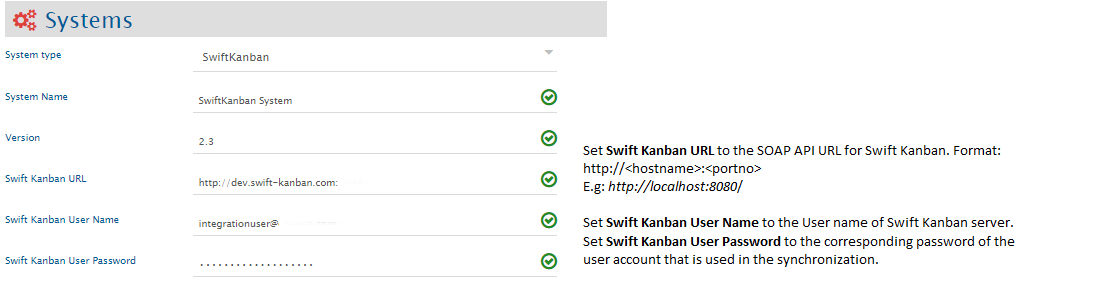 Systems
System type
SwiftKanban
System Name
SwiftKanban System
Version
2.3
Set Swift Kanban URL to the SOAP API URL for Swift Kanban. Format:
http://<hostname>:<portno>
Swift Kanban URL
http://dev.swift-kanban.com:
E.g: http://localhost:8080/
Swift Kanban User Name
integrationuser@
Set Swift Kanban User Name to the User name of Swift Kanban server.
Set Swift Kanban User Password to the corresponding password of the
user account that is used in the synchronization.
Swift Kanban User Password
...................